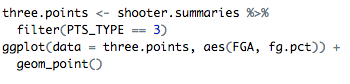 three.points <- shooter.summaries %>%
filter(PTS_TYPE == 3)
ggplot(data = three.points, aes(FGA, fg.pct)) +
geom_point()